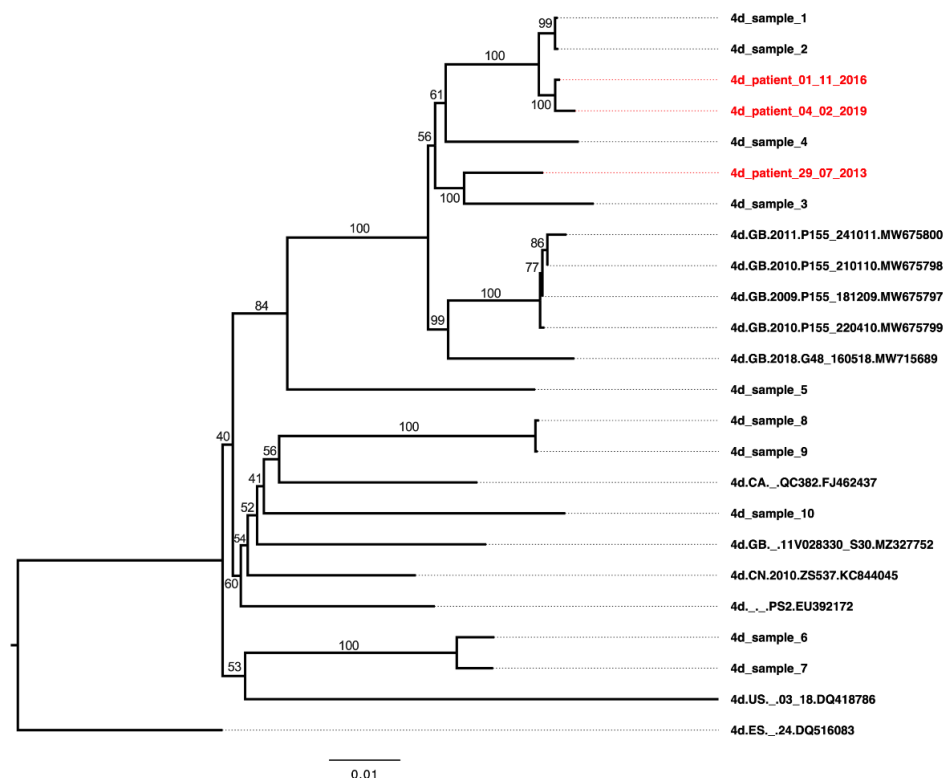 99
4d_sample_1
4d_sample_2
100
4d_patient_01_11_2016
61
100
4d_patient_04_02_2019
56
4d_sample_4
4d_patient_29_07_2013
100
4d_sample_3
100
4d.GB.2011.P155_241011.MW675800
86
4d.GB.2010.P155_210110.MW675798
77
100
4d.GB.2009.P155_181209.MW675797
84
99
4d.GB.2010.P155_220410.MW675799
4d.GB.2018.G48_160518.MW715689
4d_sample_5
4d_sample_8
100
40
4d_sample_9
56
41
4d.CA._.QC382.FJ462437
52
4d_sample_10
54
4d.GB._.11V028330_S30.MZ327752
60
4d.CN.2010.ZS537.KC844045
4d._._.PS2.EU392172
4d_sample_6
100
53
4d_sample_7
4d.US._.03_18.DQ418786
4d.ES._.24.DQ516083
0.01